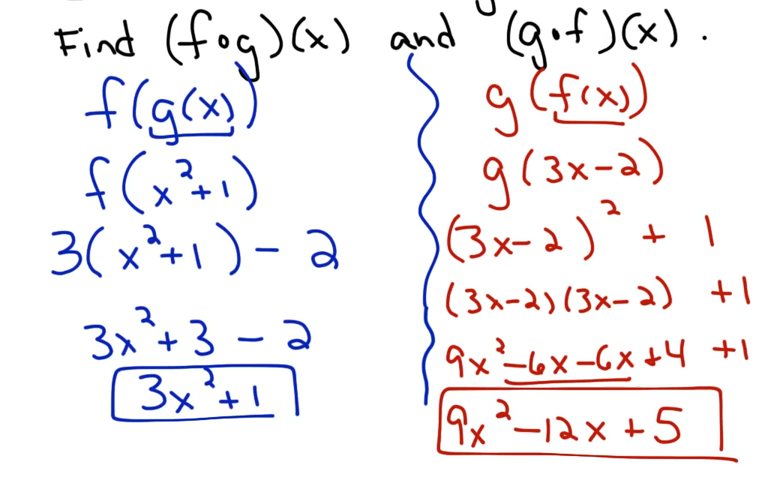 Find (f∘g)(x) and (g∘f)(x).
f(g(x))
f(x²+1)
3(x²+1) − 2
3x²+3 − 2
3x²+1
g(f(x))
g(3x−2)
(3x−2)² + 1
(3x−2)(3x−2) +1
9x²−6x−6x+4 +1
9x²−12x+5